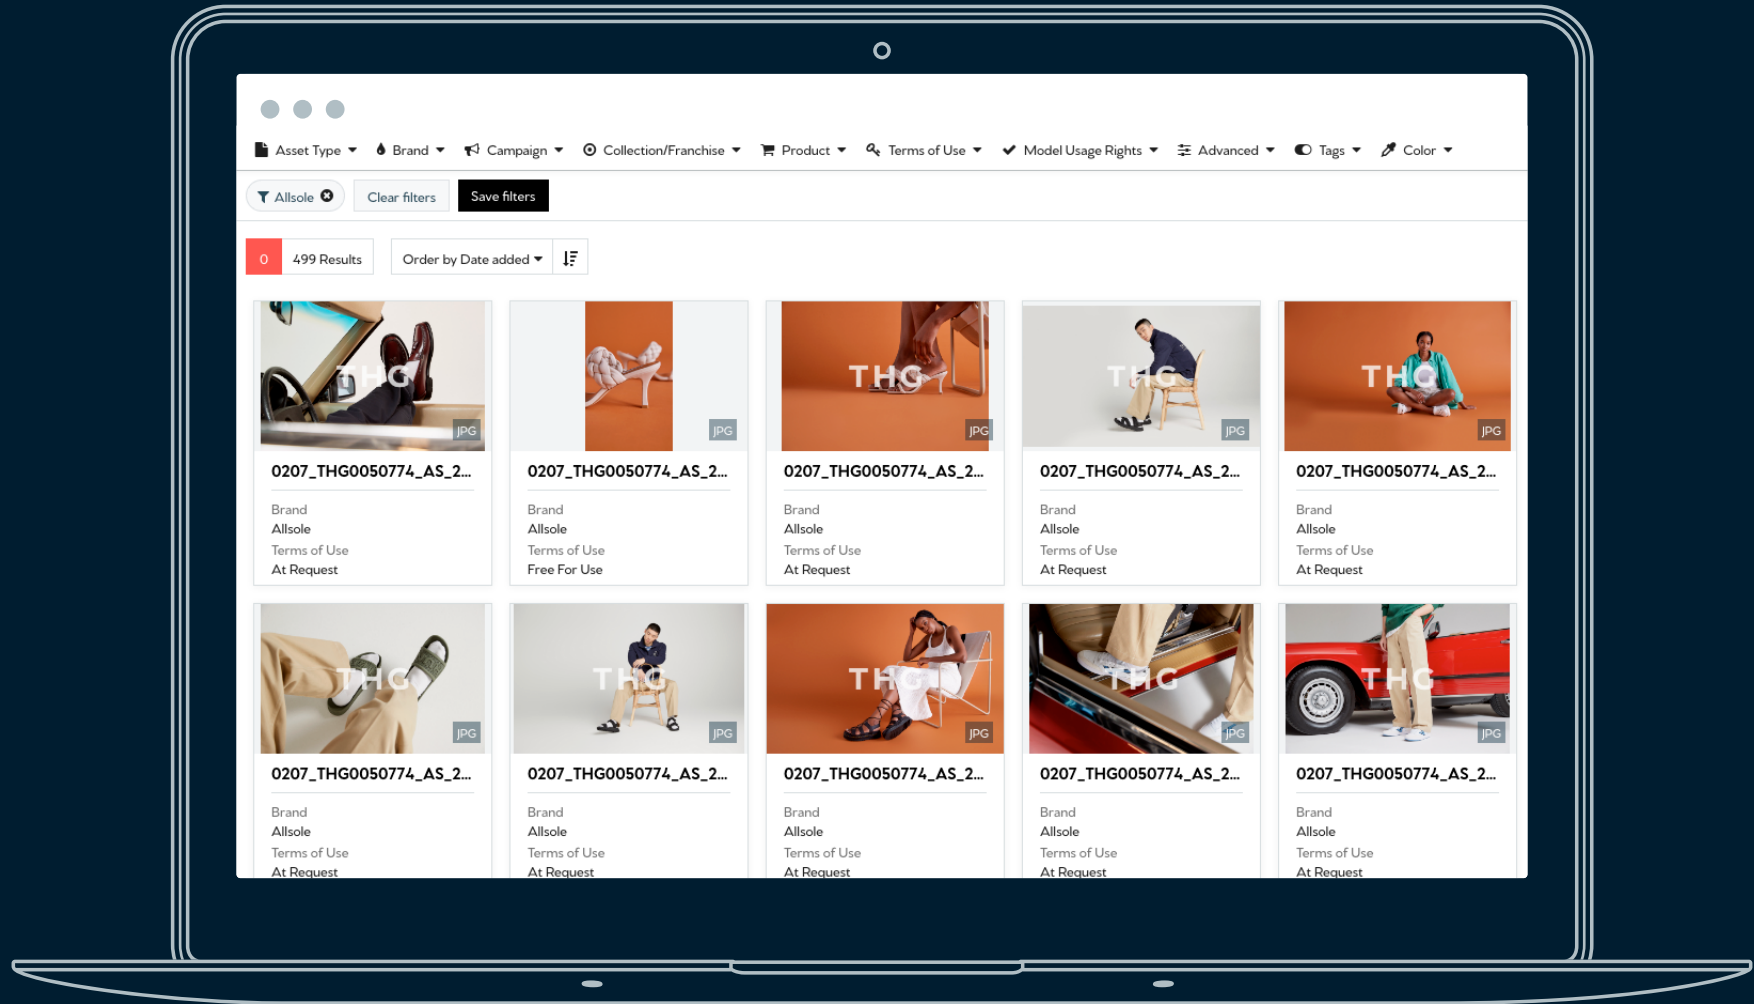 Asset Type Brand Campaign Collection/Franchise Product Terms of Use Model Usage Rights Advanced Tags Color
Allsole Clear filters Save filters
0 499 Results Order by Date added
THG THG THG THG
JPG JPG JPG JPG JPG
0207_THG0050774_AS_2... 0207_THG0050774_AS_2... 0207_THG0050774_AS_2... 0207_THG0050774_AS_2... 0207_THG0050774_AS_2...
Brand Brand Brand Brand Brand
Allsole Allsole Allsole Allsole Allsole
Terms of Use Terms of Use Terms of Use Terms of Use Terms of Use
At Request Free For Use At Request At Request At Request
THG THG THG THG THG
JPG JPG JPG JPG JPG
0207_THG0050774_AS_2... 0207_THG0050774_AS_2... 0207_THG0050774_AS_2... 0207_THG0050774_AS_2... 0207_THG0050774_AS_2...
Brand Brand Brand Brand Brand
Allsole Allsole Allsole Allsole Allsole
Terms of Use Terms of Use Terms of Use Terms of Use Terms of Use
At Request At Request At Request At Request At Request